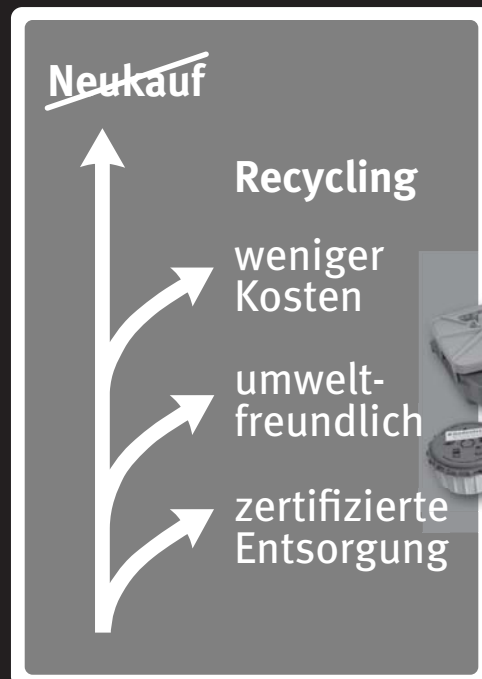 Neukauf
Recycling
weniger
Kosten
umwelt-
freundlich
zertifizierte
Entsorgung